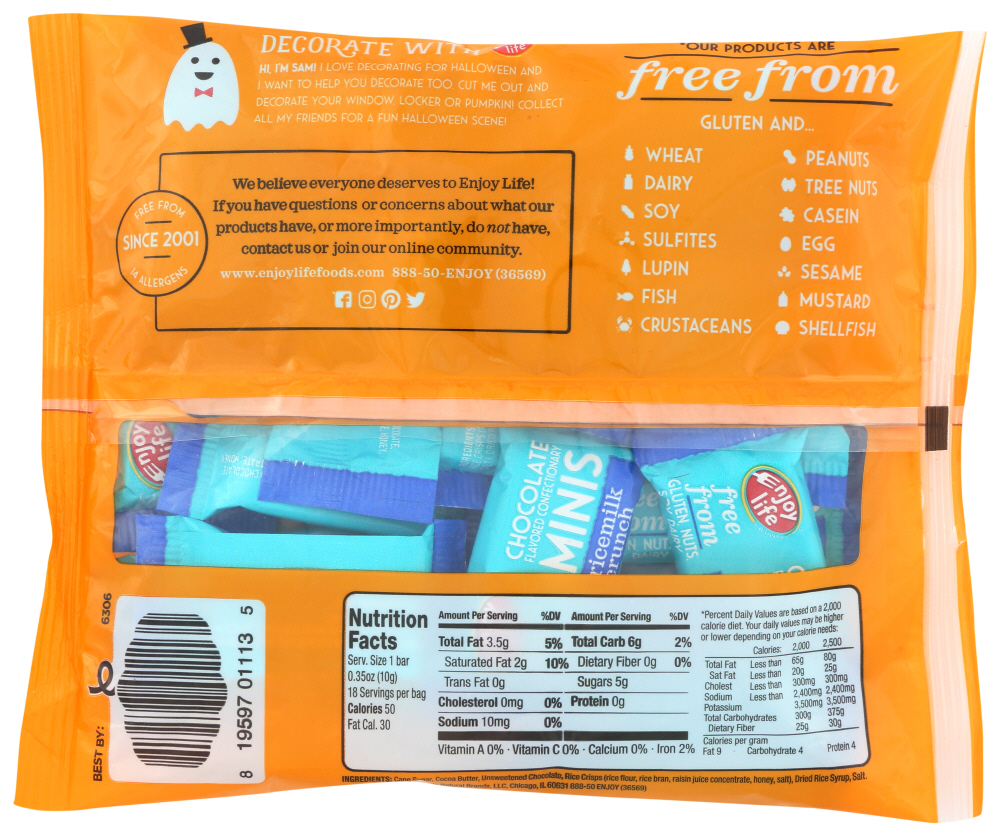 DECORATE WITH
life
HI, I'M SAM! I LOVE DECORATING FOR HALLOWEEN AND
I WANT TO HELP YOU DECORATE TOO. CUT ME OUT AND
DECORATE YOUR WINDOW, LOCKER OR PUMPKIN! COLLECT
ALL MY FRIENDS FOR A FUN HALLOWEEN SCENE!
*OUR PRODUCTS ARE
free from
GLUTEN AND...
WHEAT
DAIRY
SOY
SULFITES
LUPIN
FISH
CRUSTACEANS
PEANUTS
TREE NUTS
CASEIN
EGG
SESAME
MUSTARD
SHELLFISH
FREE FROM
SINCE 2001
14 ALLERGENS
We believe everyone deserves to Enjoy Life!
If you have questions or concerns about what our
products have, or more importantly, do not have,
contact us or join our online community.
www.enjoylifefoods.com 888-50-ENJOY (36569)
Enjoy
life
CHOCOLATE
FLAVORED CONFECTIONARY
MINIS
ricemilk
crunch
free
from
GLUTEN NUTS
SOY DAIRY
Enjoy
life
6306
BEST BY:
8 19597 01113 5
Nutrition
Facts
Serv. Size 1 bar
0.35oz (10g)
18 Servings per bag
Calories 50
Fat Cal. 30
Amount Per Serving %DV Amount Per Serving %DV
Total Fat 3.5g 5% Total Carb 6g 2%
Saturated Fat 2g 10% Dietary Fiber 0g 0%
Trans Fat 0g Sugars 5g
Cholesterol 0mg 0% Protein 0g
Sodium 10mg 0%
Vitamin A 0% · Vitamin C 0% · Calcium 0% · Iron 2%
*Percent Daily Values are based on a 2,000
calorie diet. Your daily values may be higher
or lower depending on your calorie needs:
Calories: 2,000 2,500
Total Fat Less than 65g 80g
Sat Fat Less than 20g 25g
Cholest Less than 300mg 300mg
Sodium Less than 2,400mg 2,400mg
Potassium 3,500mg 3,500mg
Total Carbohydrates 300g 375g
Dietary Fiber 25g 30g
Calories per gram
Fat 9 Carbohydrate 4 Protein 4
INGREDIENTS: Cane Sugar, Cocoa Butter, Unsweetened Chocolate, Rice Crisps (rice flour, rice bran, raisin juice concentrate, honey, salt), Dried Rice Syrup, Salt.
Natural Brands, LLC, Chicago, IL 60631 888-50 ENJOY (36569)